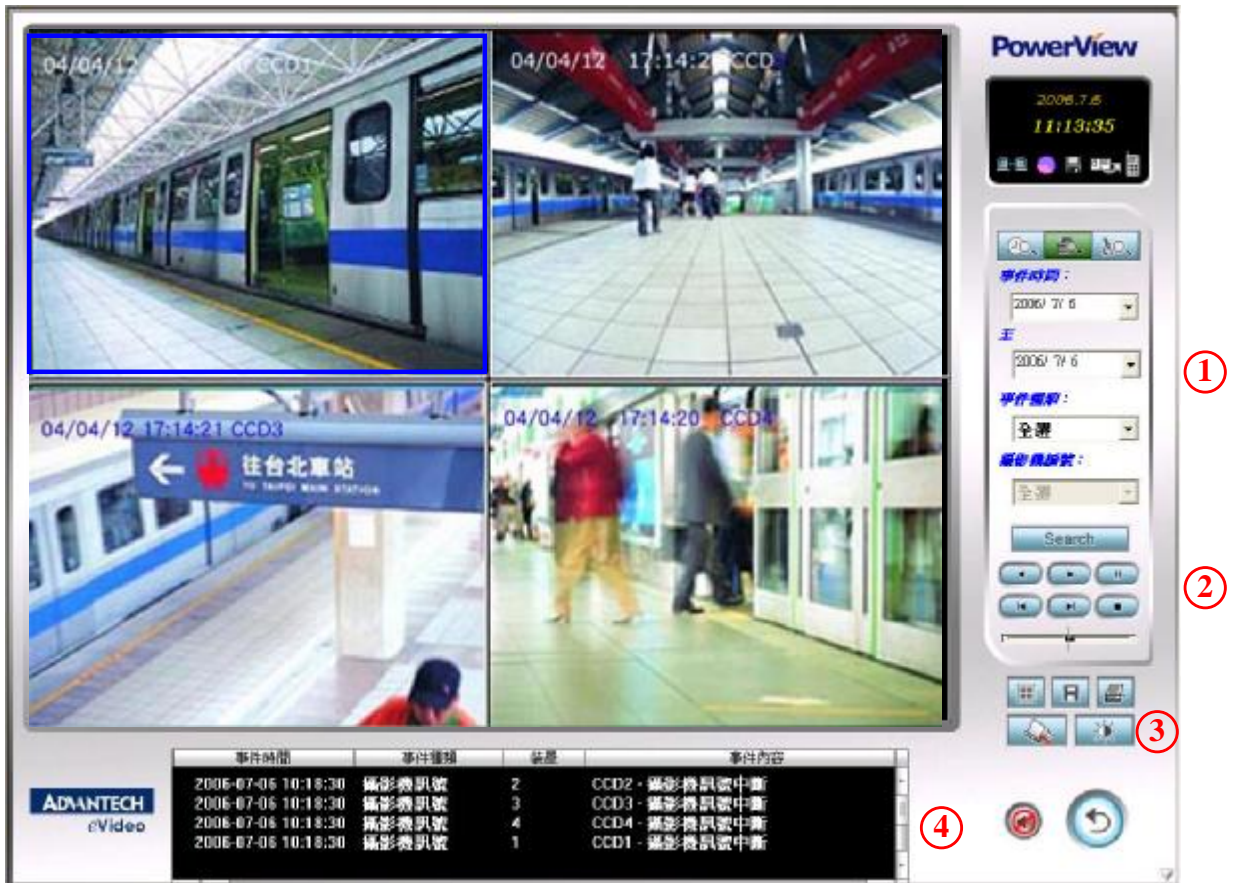 04/04/12 CCD1
04/04/12 17:14:2 CCD
04/04/12 17:14:21 CCD3
往台北車站
TO TAIPEI MAIN STATION
04/04/12 17:14:20 CCD4
PowerView
2006.7.6
11:13:35
事件時間：
2006/ 7/ 6
至
2006/ 7/ 6
事件種類：
全選
攝影機編號：
全選
Search
1
2
3
4
ADVANTECH
eVideo
事件時間 事件種類 裝置 事件內容
2006-07-06 10:18:30 攝影機訊號 2 CCD2 - 攝影機訊號中斷
2006-07-06 10:18:30 攝影機訊號 3 CCD3 - 攝影機訊號中斷
2006-07-06 10:18:30 攝影機訊號 4 CCD4 - 攝影機訊號中斷
2006-07-06 10:18:30 攝影機訊號 1 CCD1 - 攝影機訊號中斷